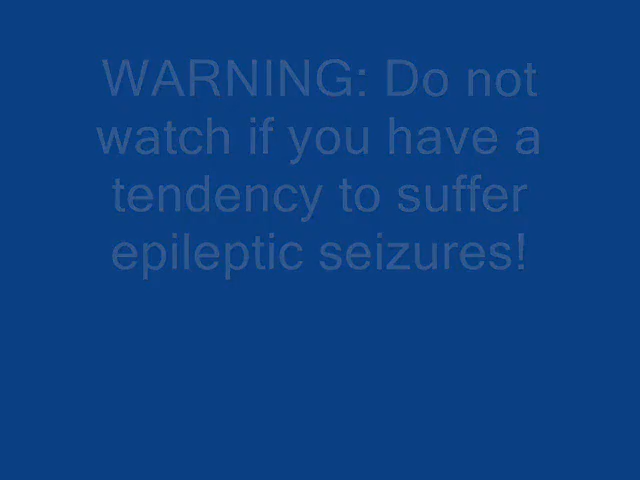 WARNING: Do not
watch if you have a
tendency to suffer
epileptic seizures!